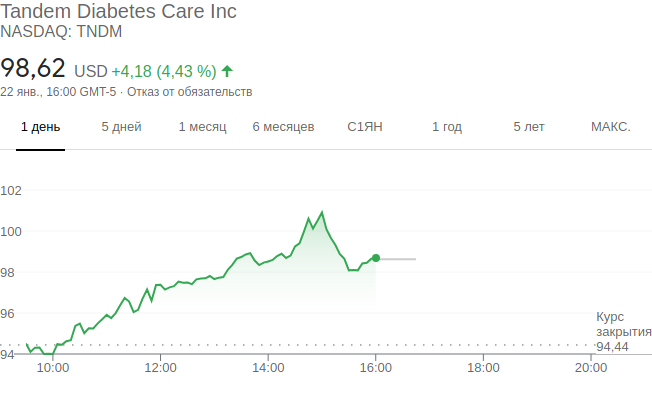 Tandem Diabetes Care Inc
NASDAQ: TNDM
98,62 USD +4,18 (4,43 %)
22 янв., 16:00 GMT-5 · Отказ от обязательств
1 день 5 дней 1 месяц 6 месяцев С1ЯН 1 год 5 лет МАКС.
102
100
98
96
Курс
закрытия
94,44
94
10:00 12:00 14:00 16:00 18:00 20:00